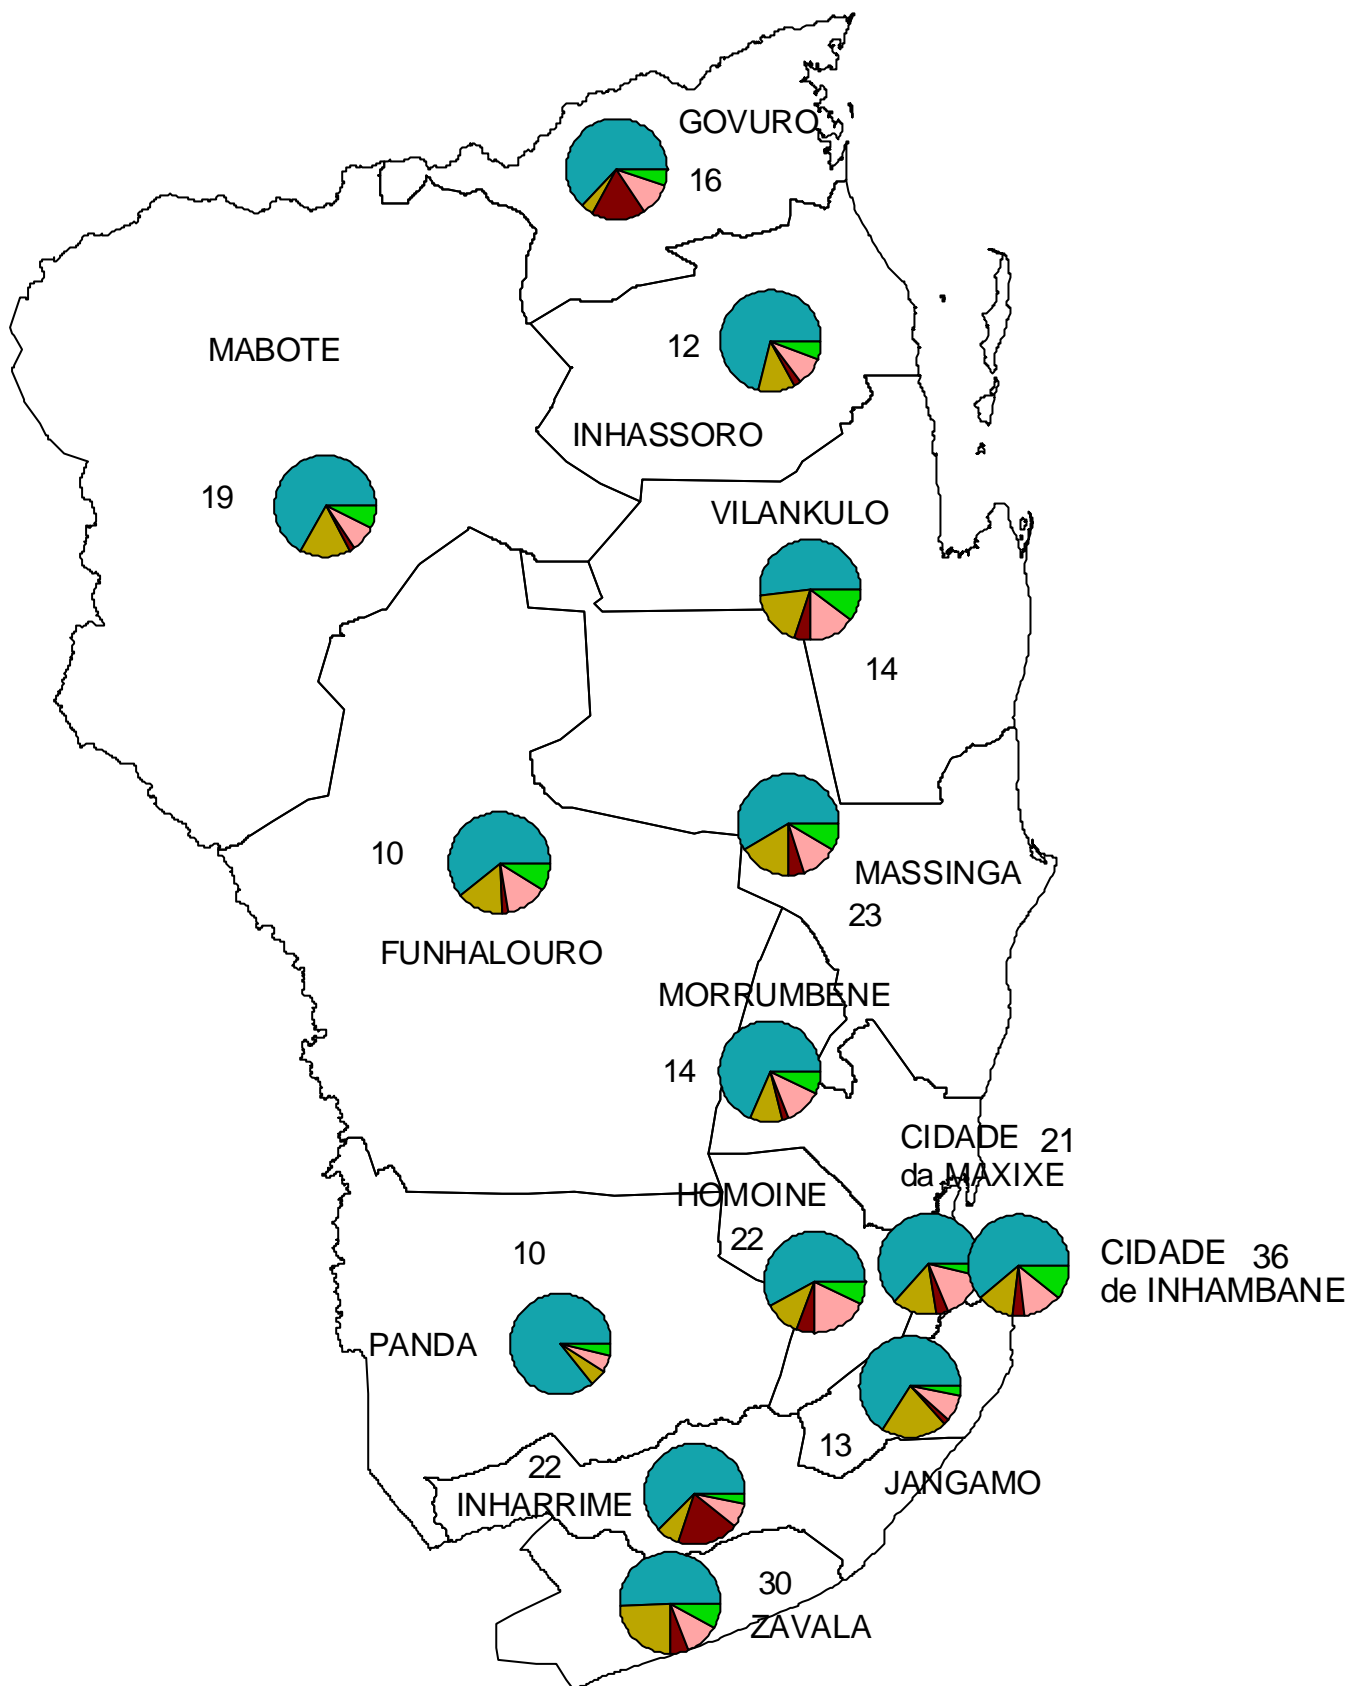 GOVURO
16
12
MABOTE
INHASSORO
19
VILANKULO
14
10
MASSINGA
23
FUNHALOURO
MORRUMBENE
14
CIDADE 21
da MAXIXE
HOMOINE
22
10
CIDADE 36
de INHAMBANE
PANDA
13
22
JANGAMO
INHARRIME
30
ZAVALA